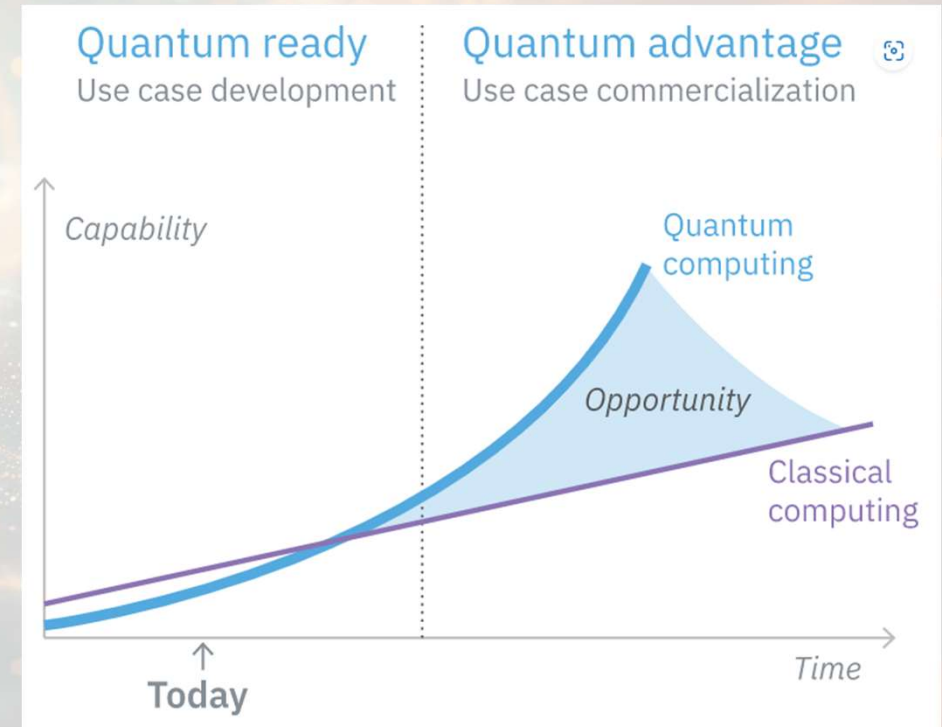 Quantum ready
Use case development
Quantum advantage
Use case commercialization
Capability
Quantum
computing
Opportunity
Classical
computing
Time
Today